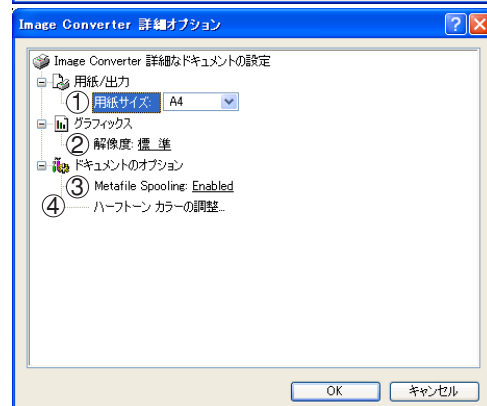 Image Converter 詳細オプション
Image Converter 詳細なドキュメントの設定
用紙/出力
① 用紙サイズ: A4
グラフィックス
② 解像度: 標 準
ドキュメントのオプション
③ Metafile Spooling: Enabled
④ ハーフトーン カラーの調整...
OK キャンセル